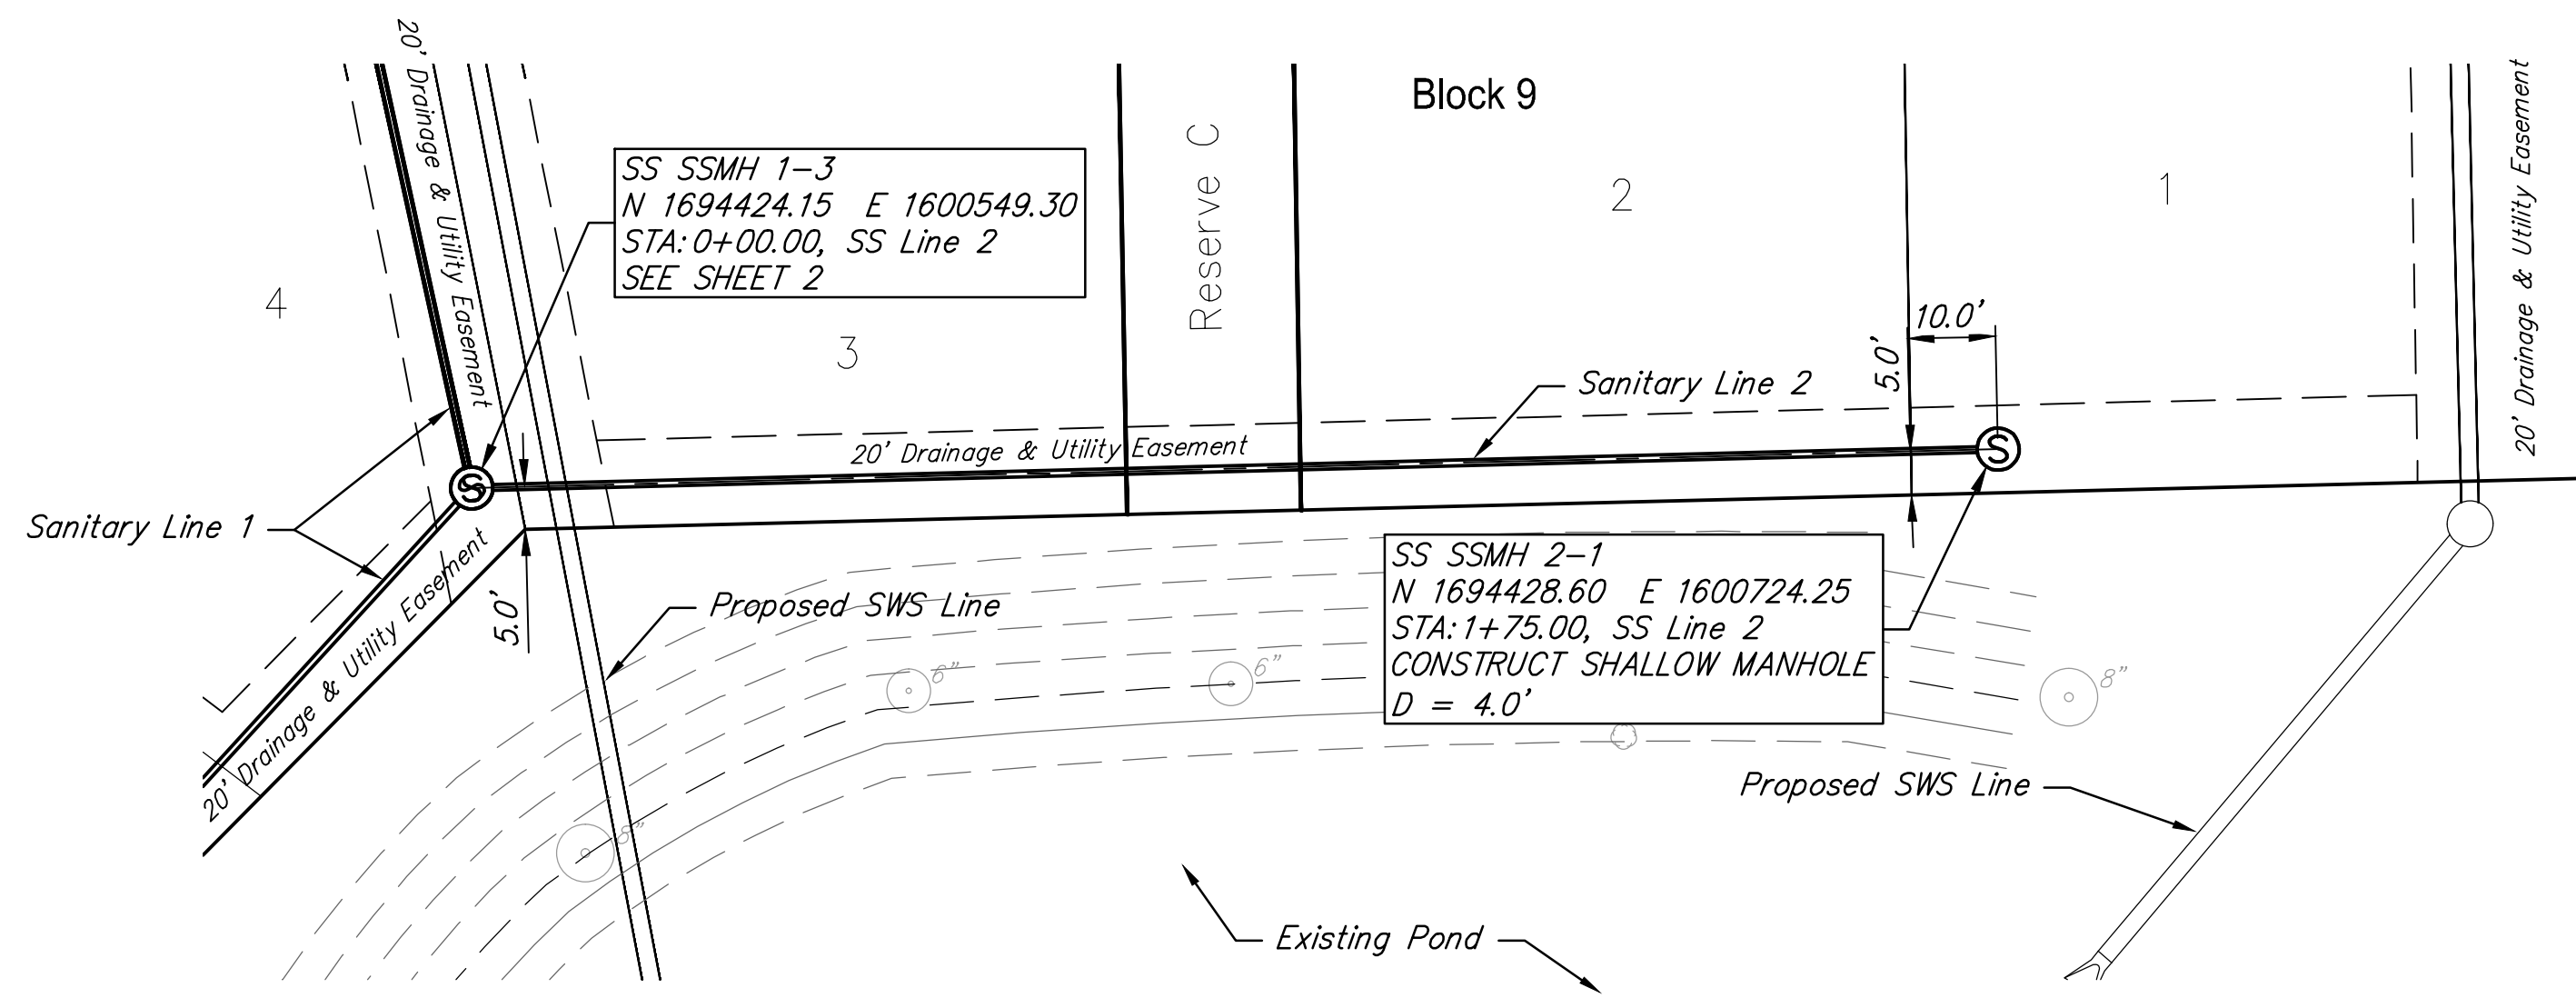 20' Drainage & Utility Easement
Block 9
20' Drainage & Utility Easement
SS SSMH 1-3
N 1694424.15 E 1600549.30
STA:0+00.00, SS Line 2
SEE SHEET 2
Reserve C
2
1
4
3
10.0'
5.0'
Sanitary Line 2
20' Drainage & Utility Easement
Sanitary Line 1
20' Drainage & Utility Easement
5.0'
Proposed SWS Line
SS SSMH 2-1
N 1694428.60 E 1600724.25
STA:1+75.00, SS Line 2
CONSTRUCT SHALLOW MANHOLE
D = 4.0'
6"
6"
8"
8"
Proposed SWS Line
Existing Pond